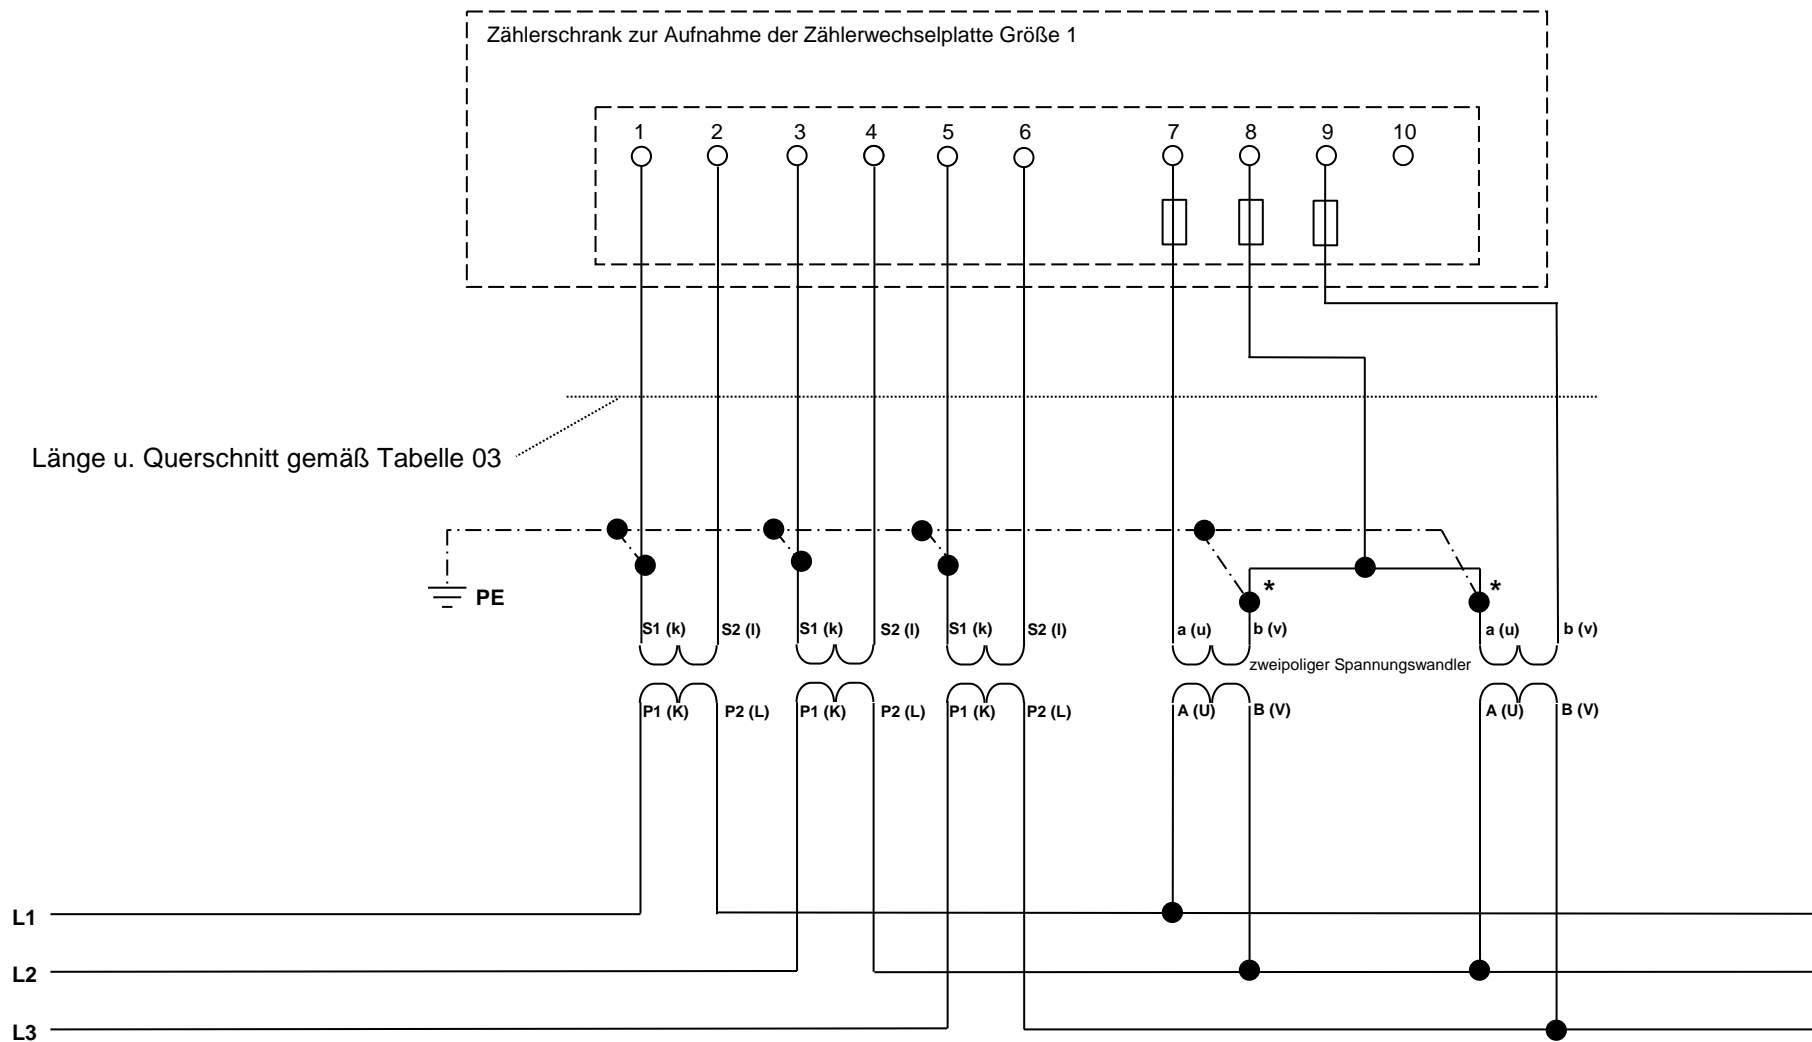 Zählerschrank zur Aufnahme der Zählerwechselplatte Größe 1
1 2 3 4 5 6 7 8 9 10
Länge u. Querschnitt gemäß Tabelle 03
PE
* *
S1 (k) S2 (l) S1 (k) S2 (l) S1 (k) S2 (l) a (u) b (v) a (u) b (v)
zweipoliger Spannungswandler
P1 (K) P2 (L) P1 (K) P2 (L) P1 (K) P2 (L) A (U) B (V) A (U) B (V)
L1
L2
L3